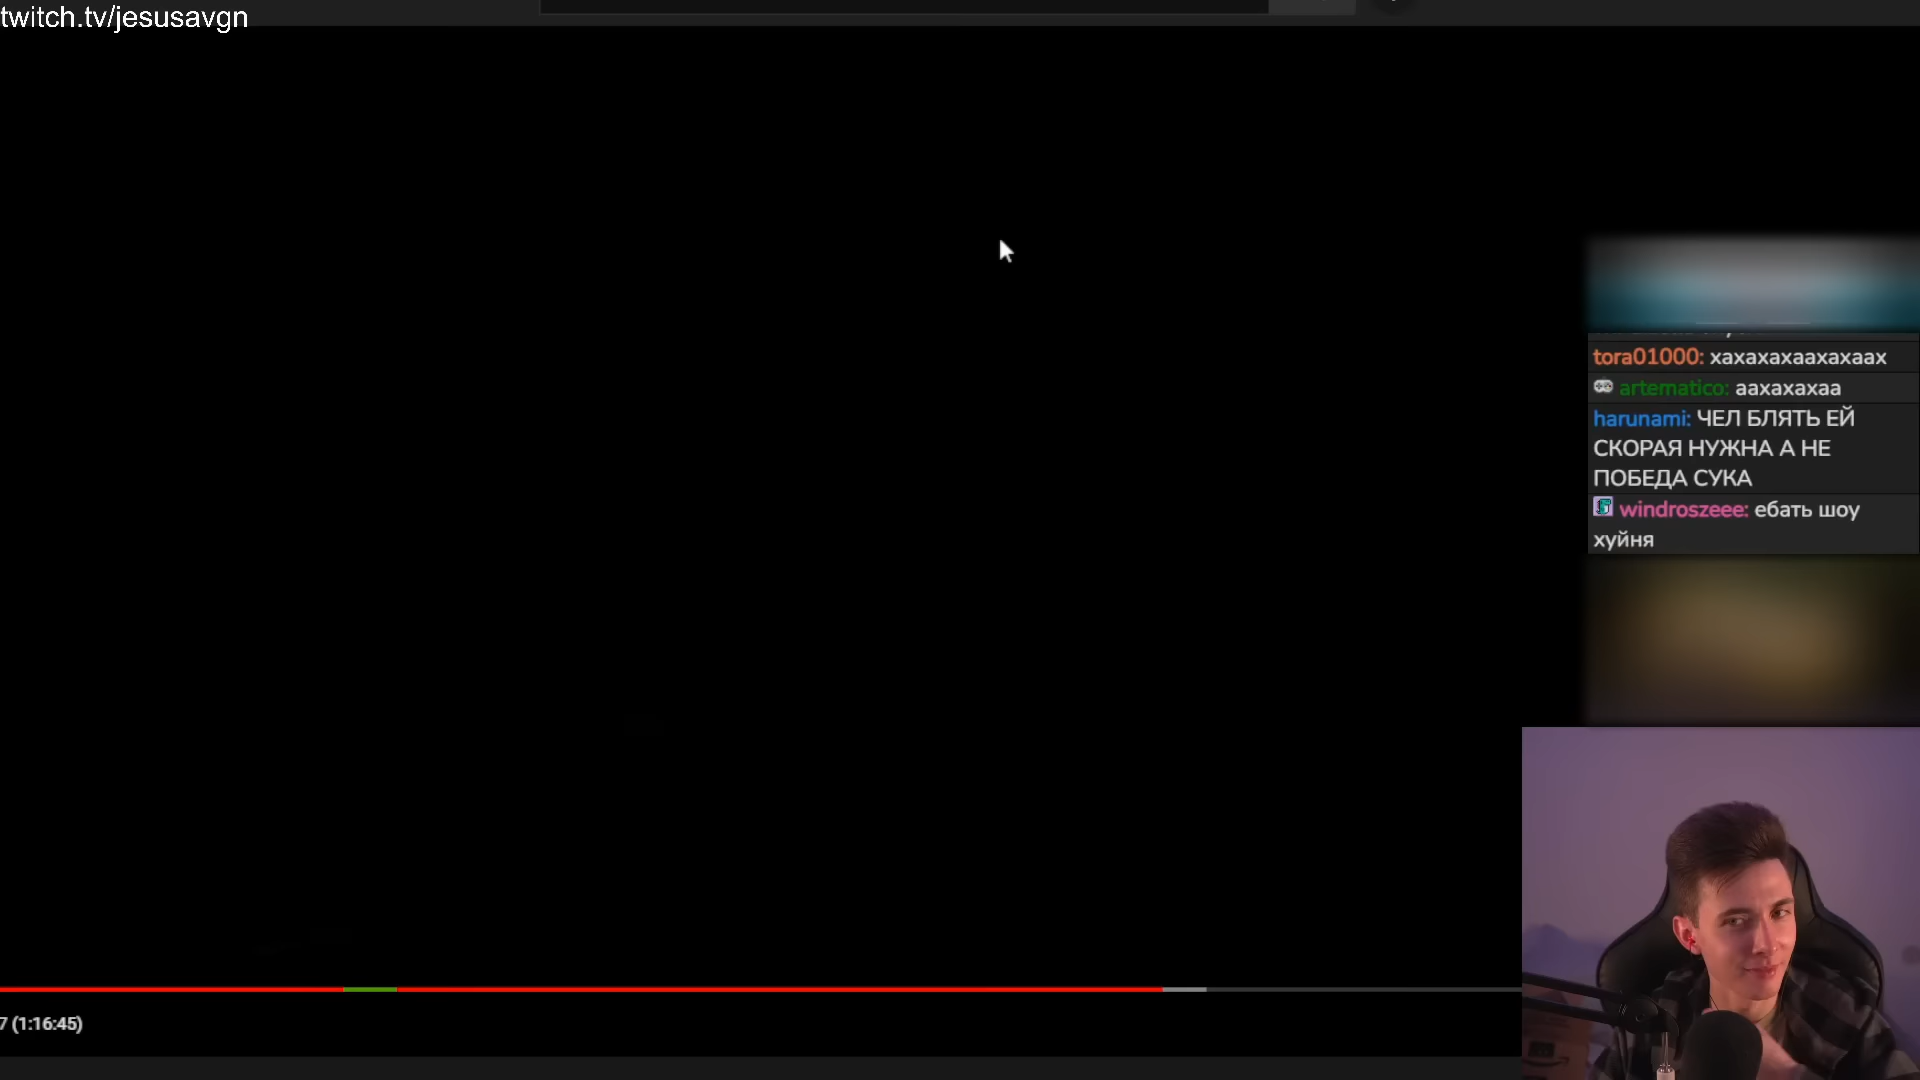 twitch.tv/jesusavgn
tora01000: хахахахаахахаах
artematico: аахахахаа
harunami: ЧЕЛ БЛЯТЬ ЕЙ
СКОРАЯ НУЖНА А НЕ
ПОБЕДА СУКА
windroszeee: ебать шоу
хуйня
7 (1:16:45)